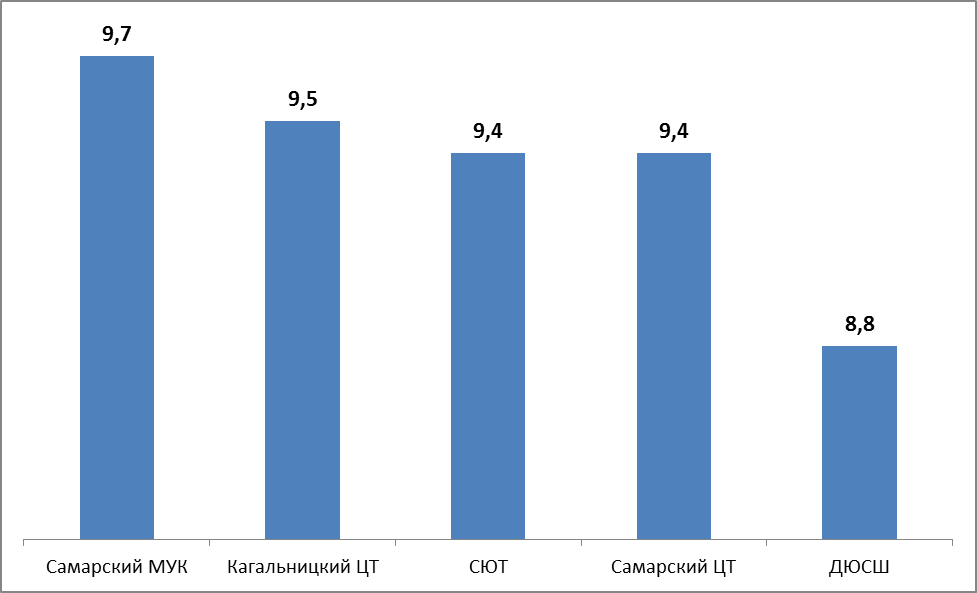 9,7
9,5
9,4
9,4
8,8
Самарский МУК
Кагальницкий ЦТ
СЮТ
Самарский ЦТ
ДЮСШ